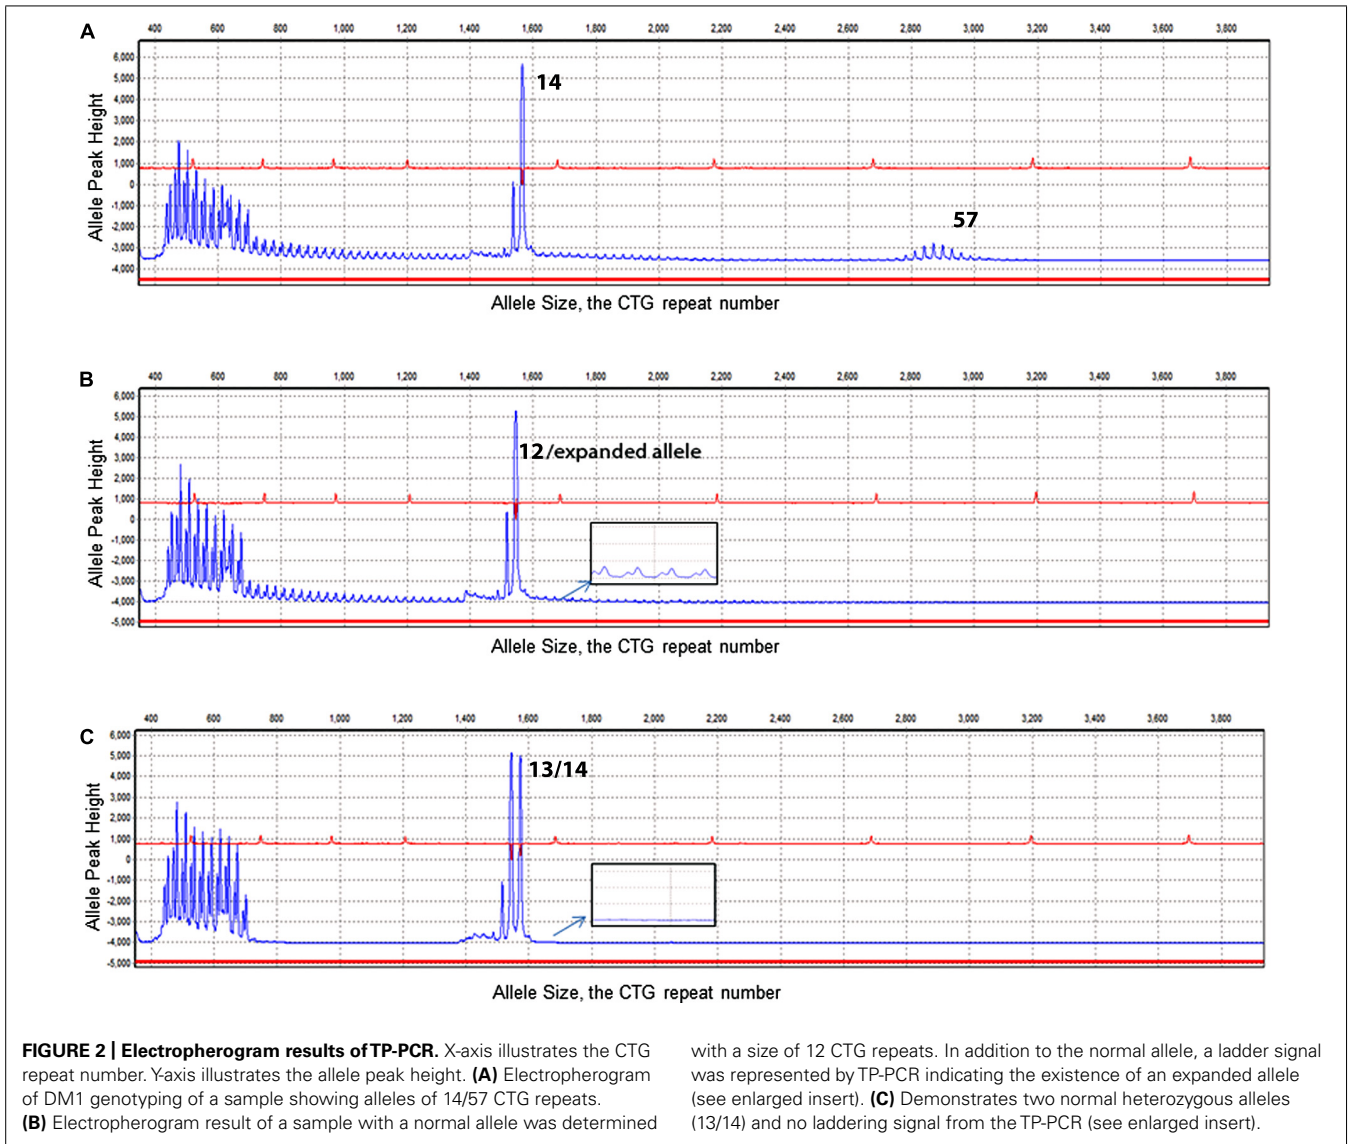 A
400 600 800 1,000 1,200 1,400 1,600 1,800 2,000 2,200 2,400 2,600 2,800 3,000 3,200 3,400 3,600 3,800
6,000
5,000
4,000
3,000
2,000
1,000
0
-1,000
-2,000
-3,000
-4,000
Allele Peak Height
14
57
Allele Size, the CTG repeat number
B
400 600 800 1,000 1,200 1,400 1,600 1,800 2,000 2,200 2,400 2,600 2,800 3,000 3,200 3,400 3,600 3,800
6,000
5,000
4,000
3,000
2,000
1,000
0
-1,000
-2,000
-3,000
-4,000
-5,000
Allele Peak Height
12/expanded allele
Allele Size, the CTG repeat number
C
400 600 800 1,000 1,200 1,400 1,600 1,800 2,000 2,200 2,400 2,600 2,800 3,000 3,200 3,400 3,600 3,800
6,000
5,000
4,000
3,000
2,000
1,000
0
-1,000
-2,000
-3,000
-4,000
-5,000
Allele Peak Height
13/14
Allele Size, the CTG repeat number
FIGURE 2 | Electropherogram results of TP-PCR. X-axis illustrates the CTG
repeat number. Y-axis illustrates the allele peak height. (A) Electropherogram
of DM1 genotyping of a sample showing alleles of 14/57 CTG repeats.
(B) Electropherogram result of a sample with a normal allele was determined
with a size of 12 CTG repeats. In addition to the normal allele, a ladder signal
was represented by TP-PCR indicating the existence of an expanded allele
(see enlarged insert). (C) Demonstrates two normal heterozygous alleles
(13/14) and no laddering signal from the TP-PCR (see enlarged insert).